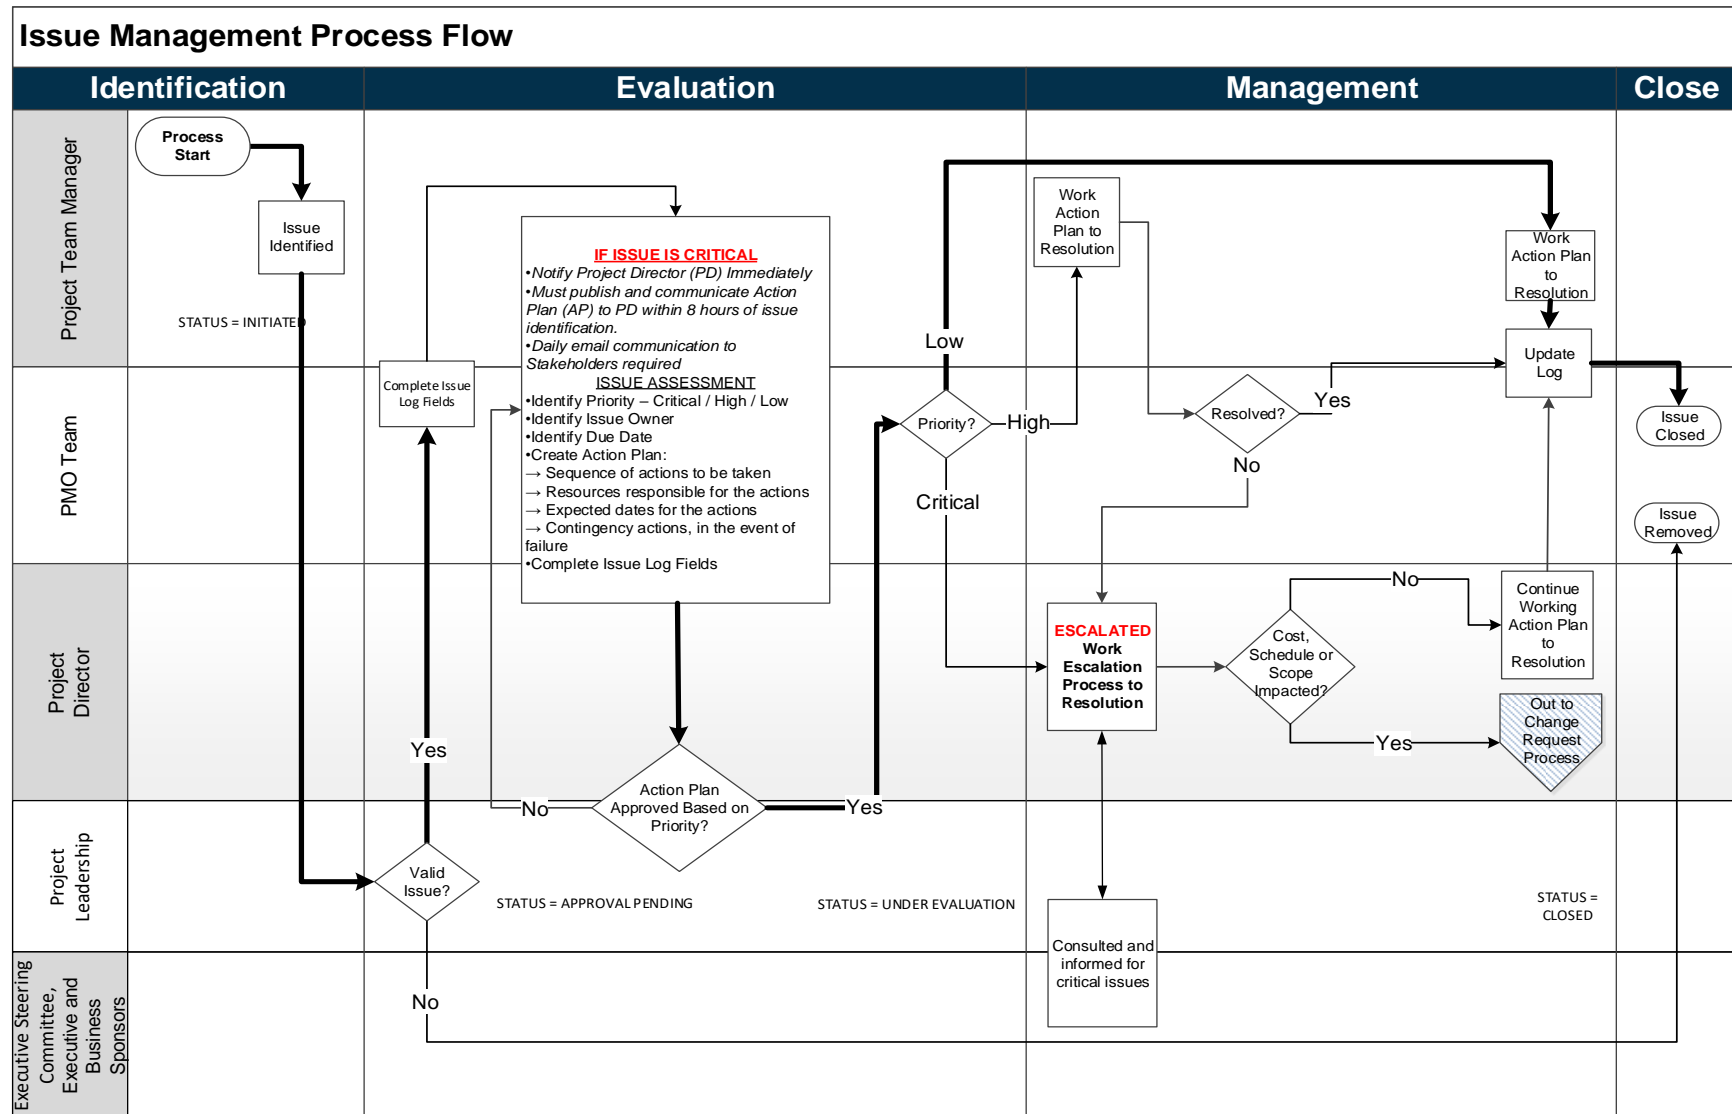 Issue Management Process Flow
Identification
Evaluation
Management
Close
Project Team Manager
Process
Start
Issue
Identified
STATUS = INITIATED
IF ISSUE IS CRITICAL
•Notify Project Director (PD) Immediately
•Must publish and communicate Action
Plan (AP) to PD within 8 hours of issue
identification.
•Daily email communication to
Stakeholders required
ISSUE ASSESSMENT
•Identify Priority – Critical / High / Low
•Identify Issue Owner
•Identify Due Date
•Create Action Plan:
→ Sequence of actions to be taken
→ Resources responsible for the actions
→ Expected dates for the actions
→ Contingency actions, in the event of
failure
•Complete Issue Log Fields
Low
Work
Action
Plan to
Resolution
Work
Action Plan
to
Resolution
Update
Log
PMO Team
Complete Issue
Log Fields
Priority?
High
Critical
Resolved?
Yes
No
Issue
Closed
Issue
Removed
Project
Director
Yes
No
Action Plan
Approved Based on
Priority?
Yes
ESCALATED
Work
Escalation
Process to
Resolution
Cost,
Schedule or
Scope
Impacted?
No
Yes
Continue
Working
Action Plan
to
Resolution
Out to
Change
Request
Process
Project
Leadership
Valid
Issue?
STATUS = APPROVAL PENDING
STATUS = UNDER EVALUATION
STATUS =
CLOSED
Executive Steering
Committee,
Executive and
Business
Sponsors
No
Consulted and
informed for
critical issues